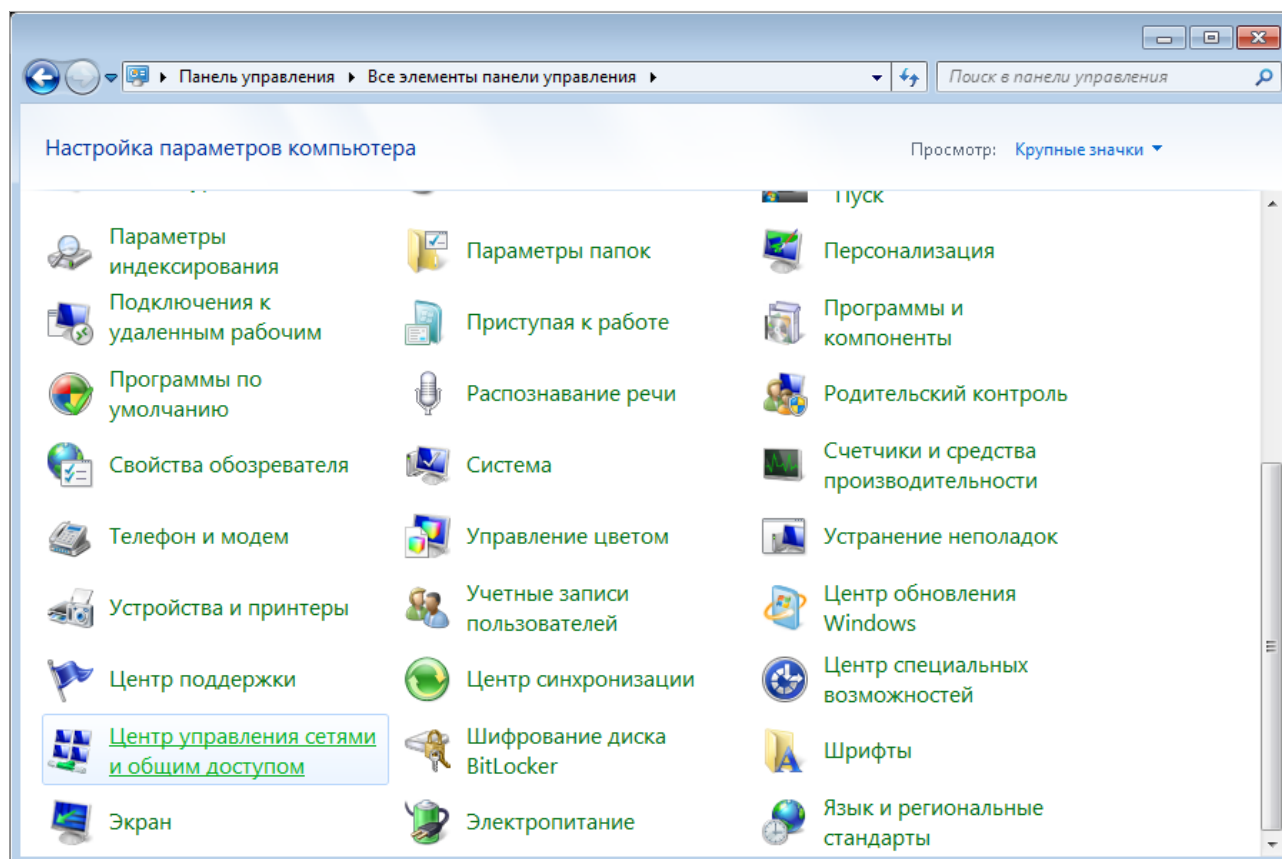 Панель управления ▸ Все элементы панели управления ▸
Поиск в панели управления
Настройка параметров компьютера
Просмотр: Крупные значки
Пуск
Параметры
индексирования
Параметры папок
Персонализация
Подключения к
удаленным рабочим
Приступая к работе
Программы и
компоненты
Программы по
умолчанию
Распознавание речи
Родительский контроль
Свойства обозревателя
Система
Счетчики и средства
производительности
Телефон и модем
Управление цветом
Устранение неполадок
Устройства и принтеры
Учетные записи
пользователей
Центр обновления
Windows
Центр поддержки
Центр синхронизации
Центр специальных
возможностей
Центр управления сетями
и общим доступом
Шифрование диска
BitLocker
Шрифты
Экран
Электропитание
Язык и региональные
стандарты